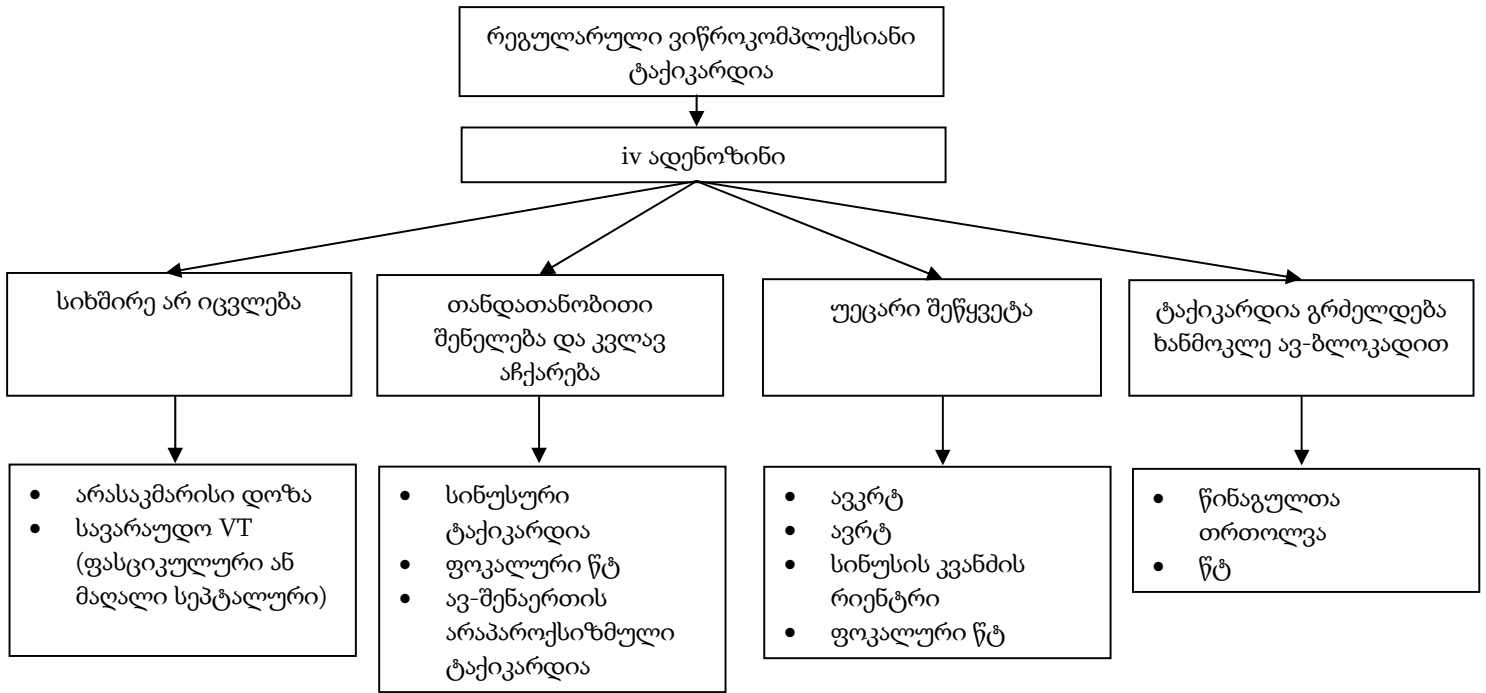 რეგულარული ვიწროკომპლექსიანი
ტაქიკარდია
iv ადენოზინი
სიხშირე არ იცვლება
თანდათანობითი
შენელება და კვლავ
აჩქარება
უეცარი შეწყვეტა
ტაქიკარდია გრძელდება
ხანმოკლე ავ-ბლოკადით
• არასაკმარისი დოზა
• სავარაუდო VT
(ფასციკულური ან
მაღალი სეპტალური)
• სინუსური
ტაქიკარდია
• ფოკალური წტ
• ავ-შენაერთის
არაპაროქსიზმული
ტაქიკარდია
• ავკრტ
• ავრტ
• სინუსის კვანძის
რიენტრი
• ფოკალური წტ
• წინაგულთა
თრთოლვა
• წტ